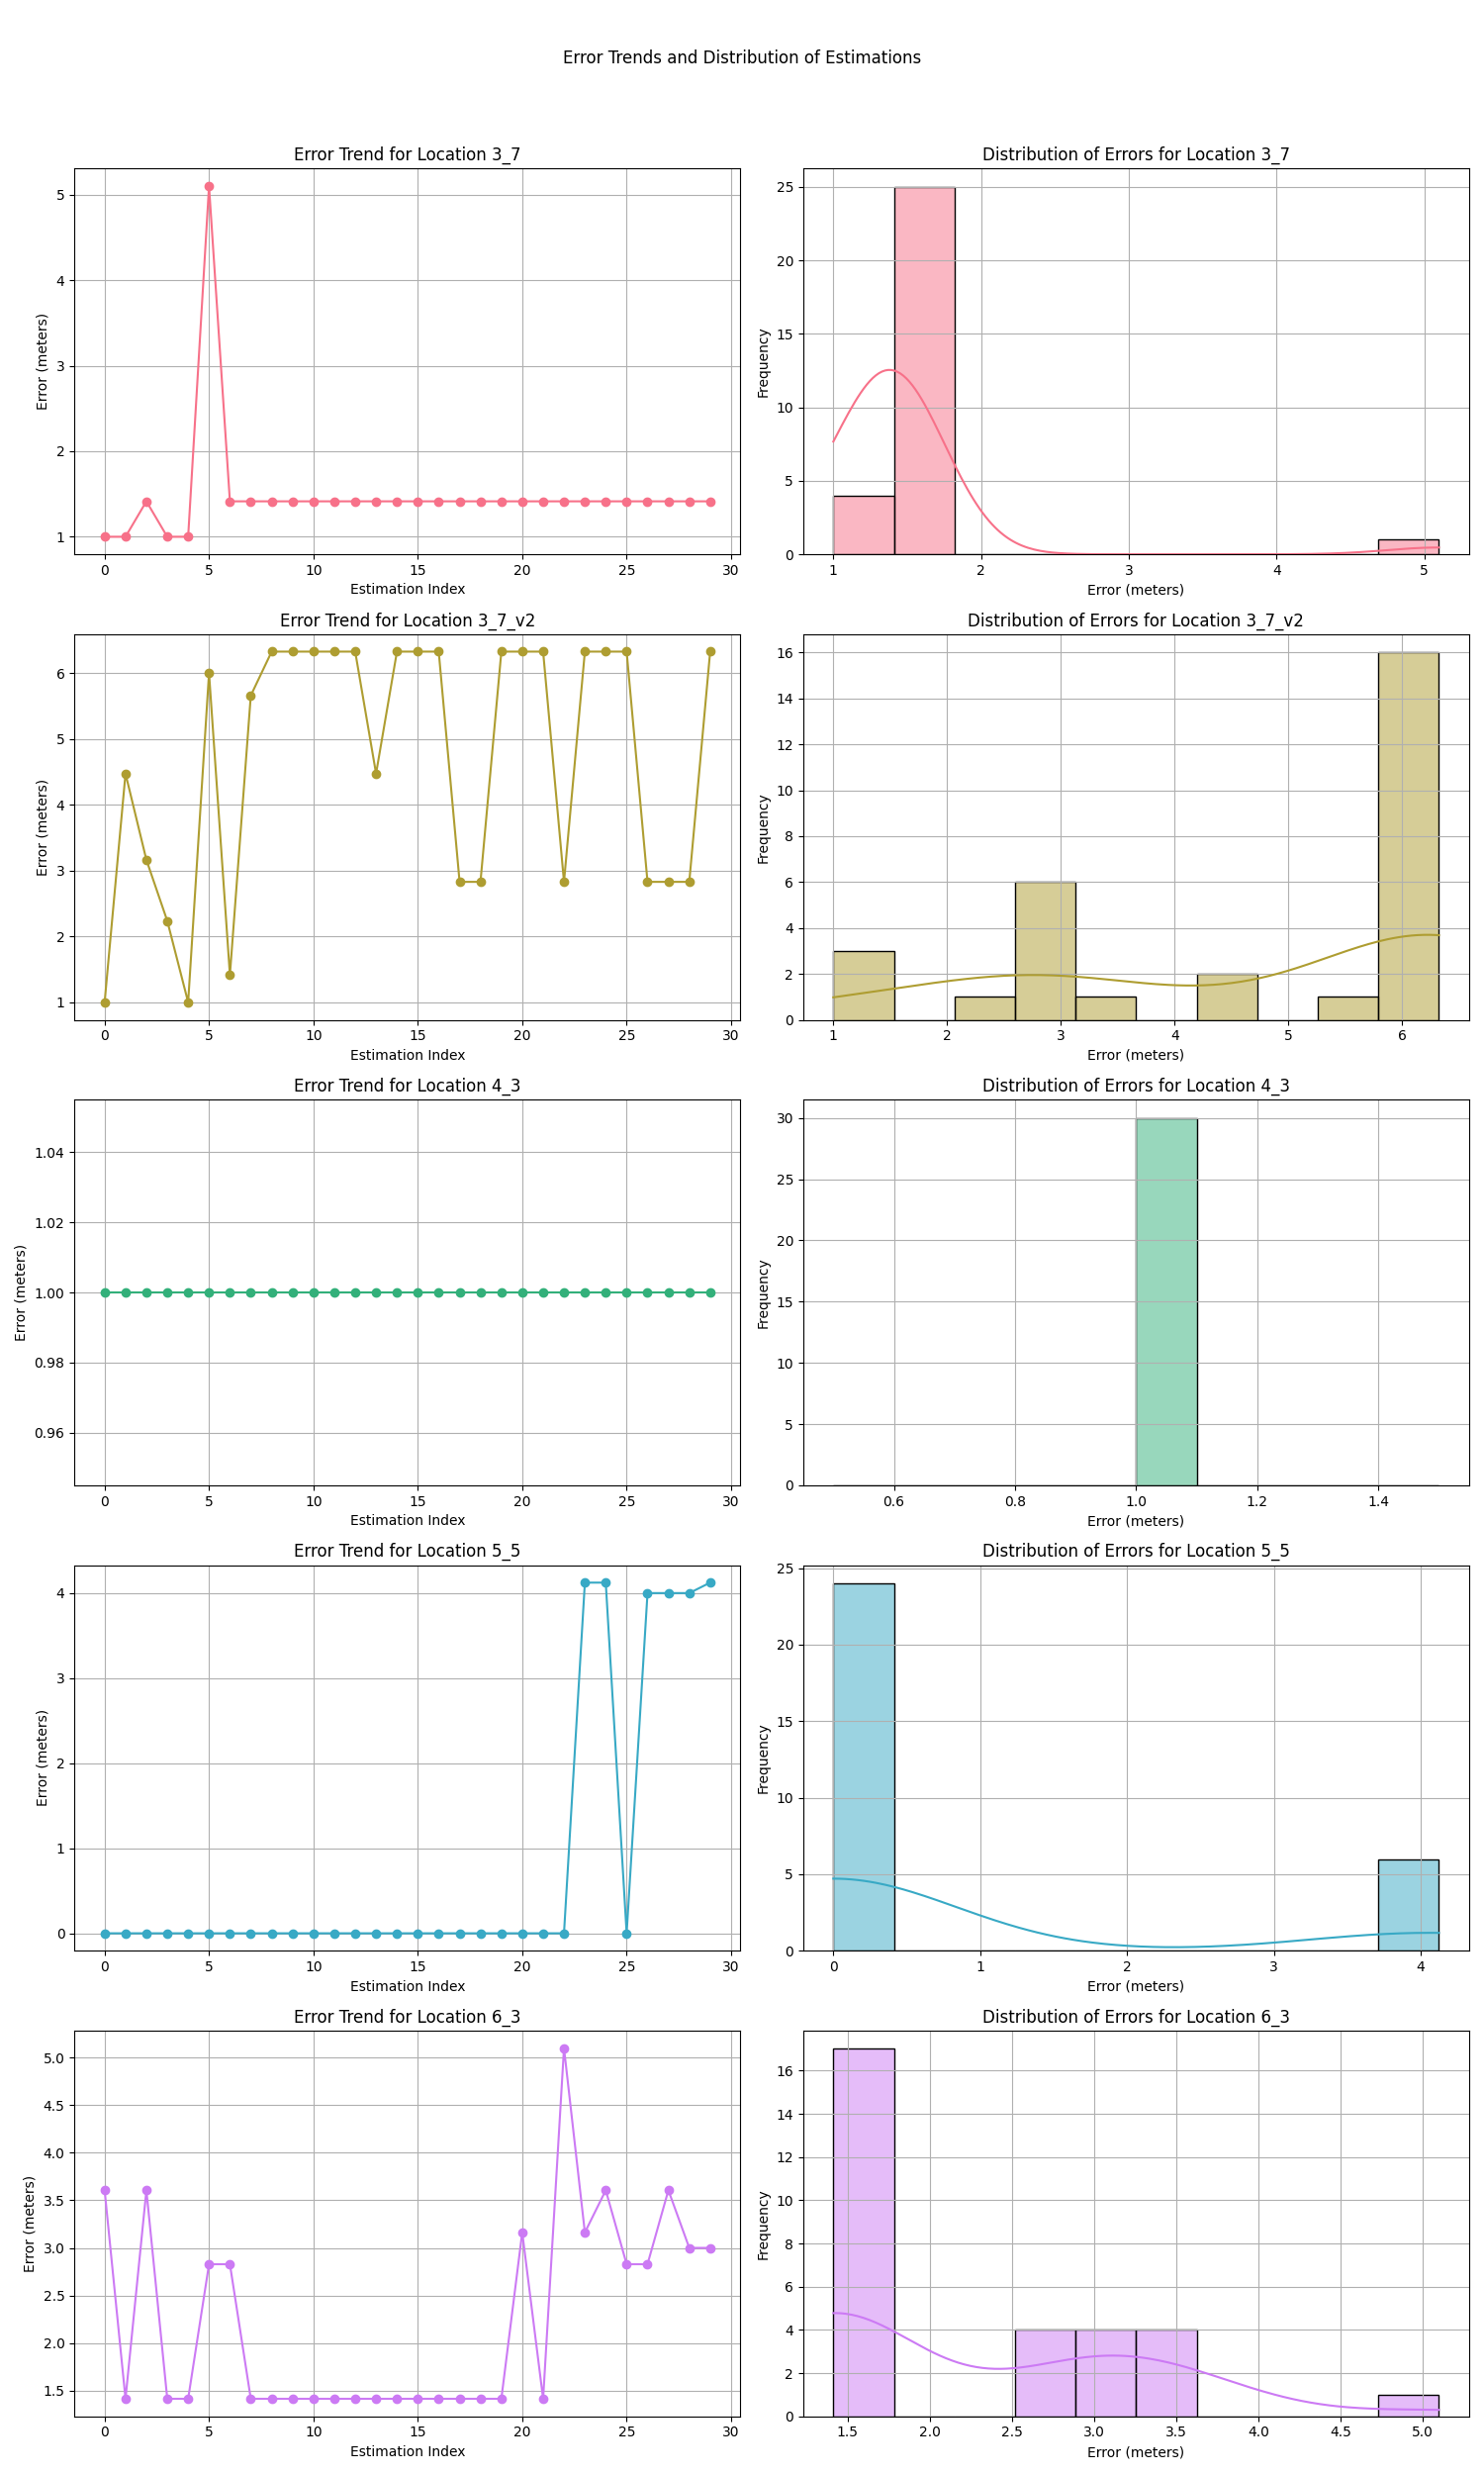 Error Trends and Distribution of Estimations
Error Trend for Location 3_7
Error (meters)
5
4
3
2
1
0 5 10 15 20 25 30
Estimation Index
Distribution of Errors for Location 3_7
Frequency
25
20
15
10
5
0
1 2 3 4 5
Error (meters)
Error Trend for Location 3_7_v2
Error (meters)
6
5
4
3
2
1
0 5 10 15 20 25 30
Estimation Index
Distribution of Errors for Location 3_7_v2
Frequency
16
14
12
10
8
6
4
2
0
1 2 3 4 5 6
Error (meters)
Error Trend for Location 4_3
Error (meters)
1.04
1.02
1.00
0.98
0.96
0 5 10 15 20 25 30
Estimation Index
Distribution of Errors for Location 4_3
Frequency
30
25
20
15
10
5
0
0.6 0.8 1.0 1.2 1.4
Error (meters)
Error Trend for Location 5_5
Error (meters)
4
3
2
1
0
0 5 10 15 20 25 30
Estimation Index
Distribution of Errors for Location 5_5
Frequency
25
20
15
10
5
0
0 1 2 3 4
Error (meters)
Error Trend for Location 6_3
Error (meters)
5.0
4.5
4.0
3.5
3.0
2.5
2.0
1.5
0 5 10 15 20 25 30
Estimation Index
Distribution of Errors for Location 6_3
Frequency
16
14
12
10
8
6
4
2
0
1.5 2.0 2.5 3.0 3.5 4.0 4.5 5.0
Error (meters)